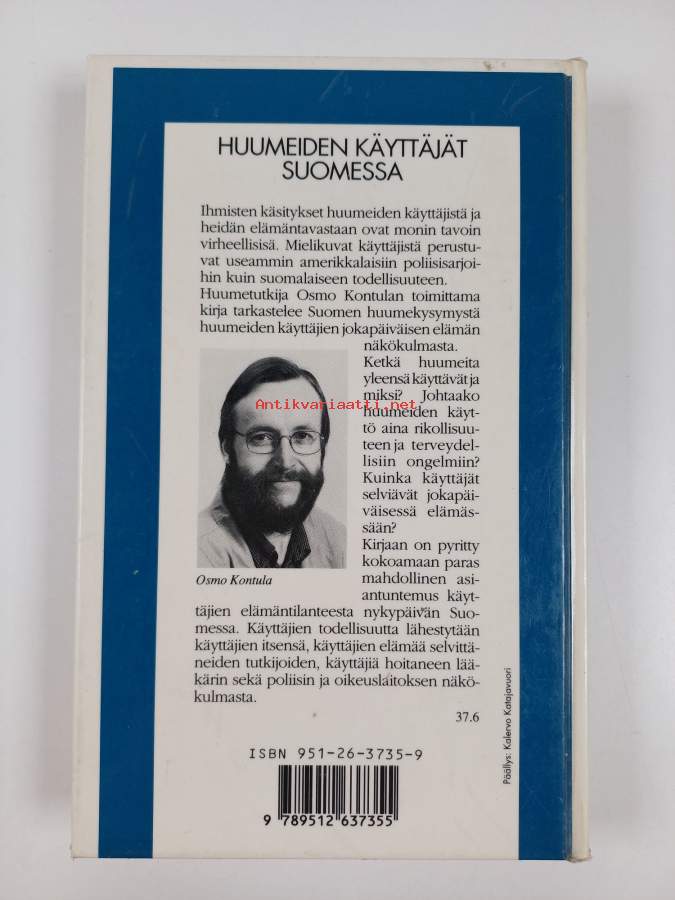 HUUMEIDEN KÄYTTÄJÄT
SUOMESSA
Ihmisten käsitykset huumeiden käyttäjistä ja
heidän elämäntavastaan ovat monin tavoin
virheellisisä. Mielikuvat käyttäjistä perustu-
vat useammin amerikkalaisiin poliisisarjoi-
hin kuin suomalaiseen todellisuuteen.
Huumetutkija Osmo Kontulan toimittama
kirja tarkastelee Suomen huumekysymystä
huumeiden käyttäjien jokapäiväisen elämän
näkökulmasta.
Ketkä huumeita
yleensä käyttävät ja
miksi? Johtaako
huumeiden käyt-
tö aina rikollisuu-
teen ja terveydel-
lisiin ongelmiin?
Kuinka käyttäjät
selviävät jokapäi-
väisessä elämäs-
sään?
Kirjaan on pyritty
kokoamaan paras
mahdollinen asi-
antuntemus käyt-
täjien elämäntilanteesta nykypäivän Suo-
messa. Käyttäjien todellisuutta lähestytään
käyttäjien itsensä, käyttäjien elämää selvittä-
neiden tutkijoiden, käyttäjiä hoitaneen lää-
kärin sekä poliisin ja oikeuslaitoksen näkö-
kulmasta.
Antikvariaatti.net
Osmo Kontula
37.6
ISBN 951-26-3735-9
9 789512 637355
Päällys: Kalervo Katajavuori